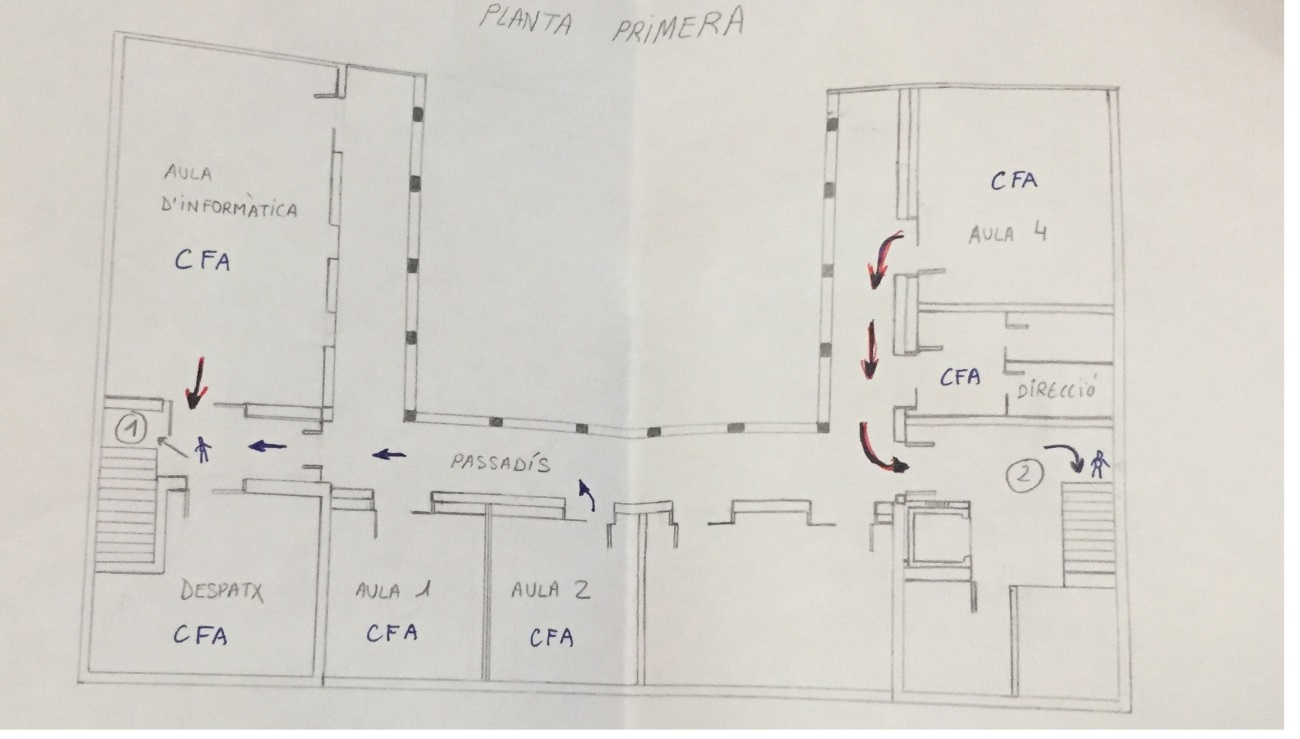 PLANTA PRIMERA
AULA
D'INFORMÀTICA
CFA
1
PASSADÍS
DESPATX
CFA
AULA 1
CFA
AULA 2
CFA
CFA
AULA 4
CFA
DIRECCIÓ
2